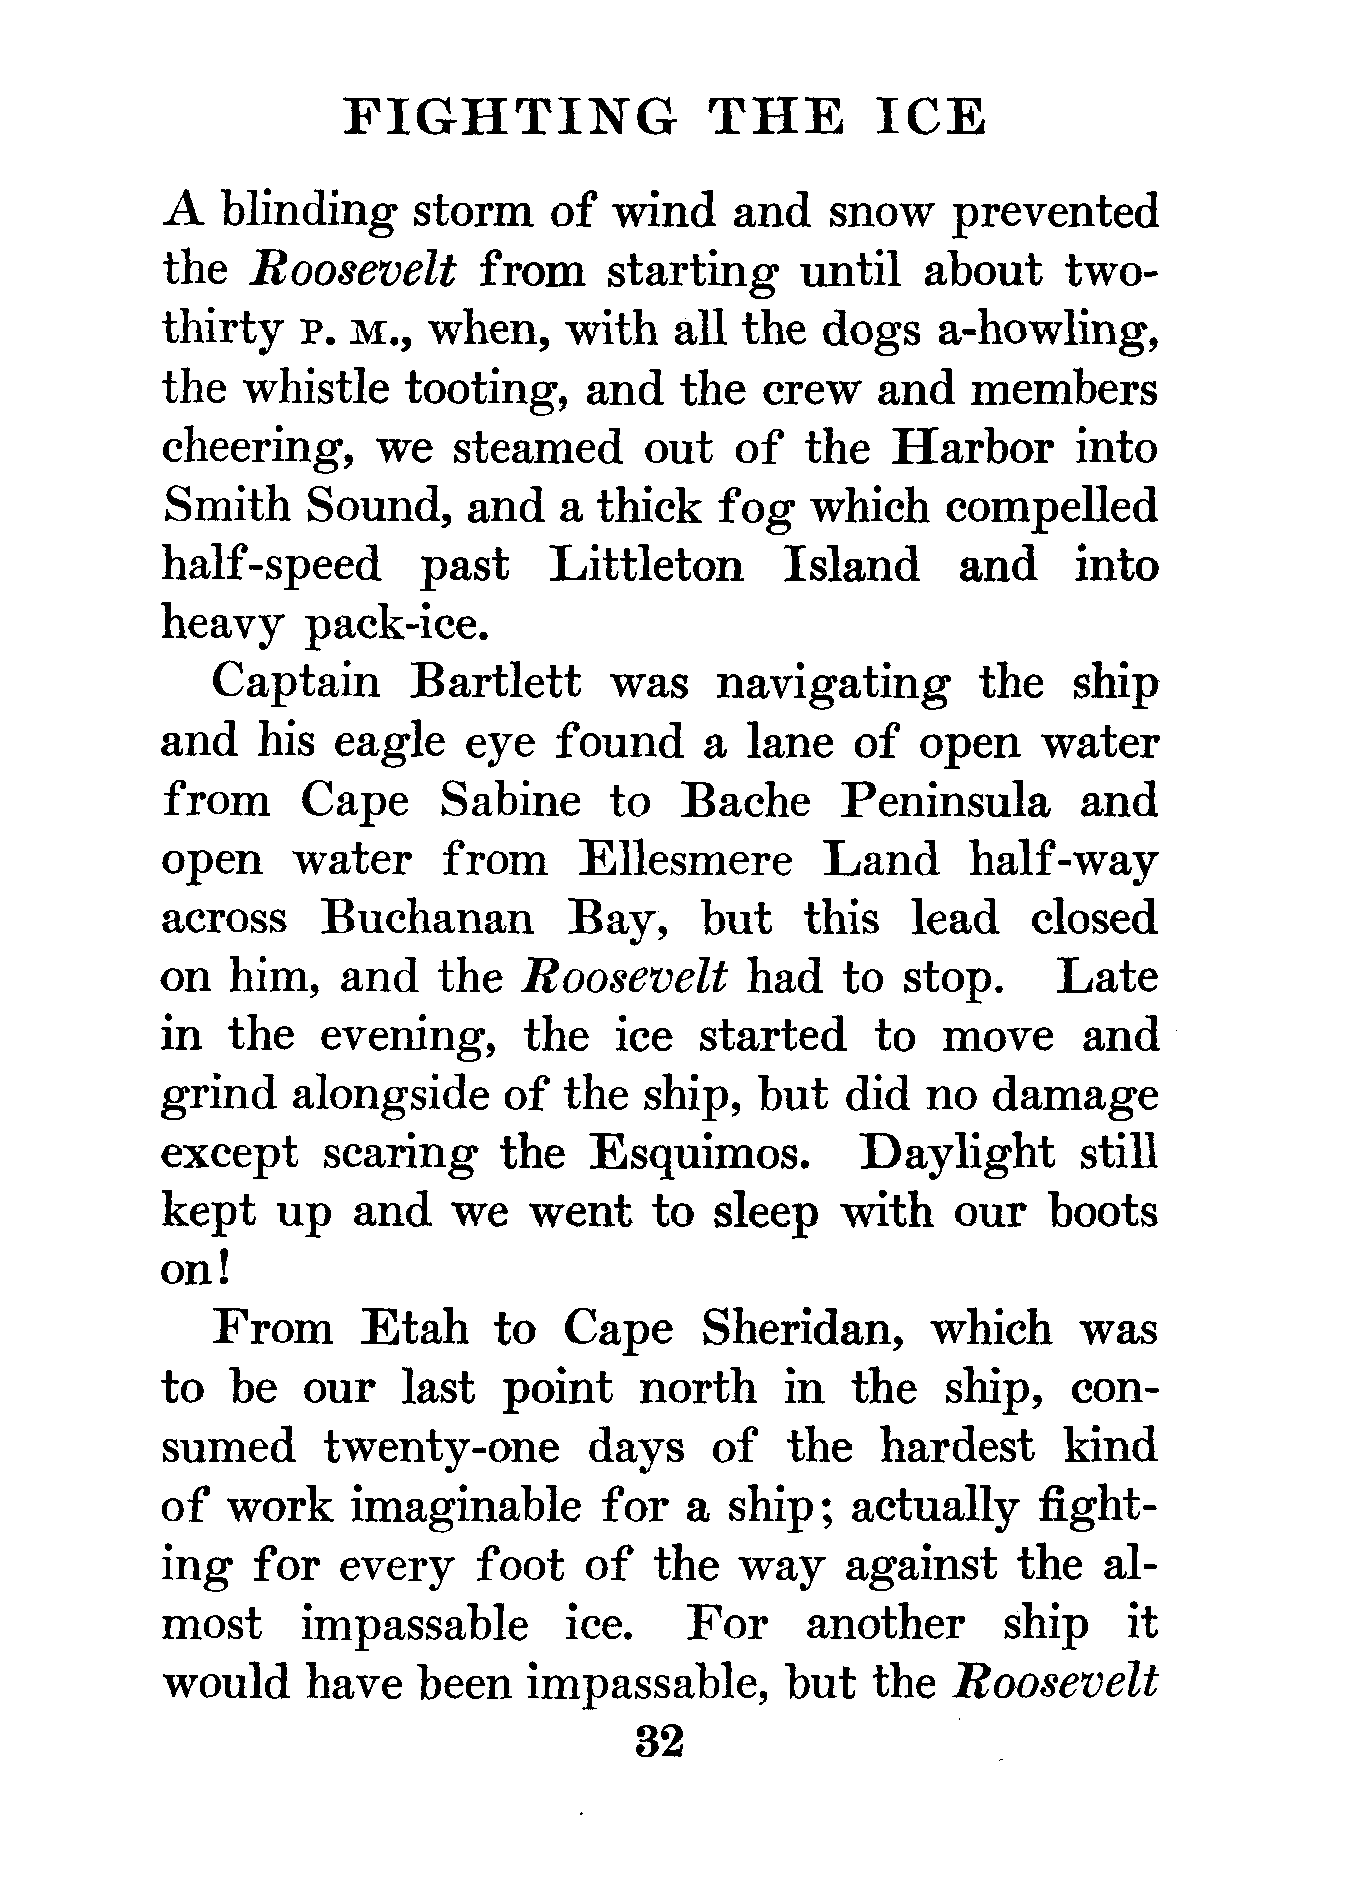 FIGHTING THE ICE
A blinding storm of wind and snow prevented
the Roosevelt from starting until about two-
thirty P. M., when, with all the dogs a-howling,
the whistle tooting, and the crew and members
cheering, we steamed out of the Harbor into
Smith Sound, and a thick fog which compelled
half-speed past Littleton Island and into
heavy pack-ice.
Captain Bartlett was navigating the ship
and his eagle eye found a lane of open water
from Cape Sabine to Bache Peninsula and
open water from Ellesmere Land half-way
across Buchanan Bay, but this lead closed
on him, and the Roosevelt had to stop. Late
in the evening, the ice started to move and
grind alongside of the ship, but did no damage
except scaring the Esquimos. Daylight still
kept up and we went to sleep with our boots
on!
From Etah to Cape Sheridan, which was
to be our last point north in the ship, con-
sumed twenty-one days of the hardest kind
of work imaginable for a ship; actually fight-
ing for every foot of the way against the al-
most impassable ice. For another ship it
would have been impassable, but the Roosevelt
32